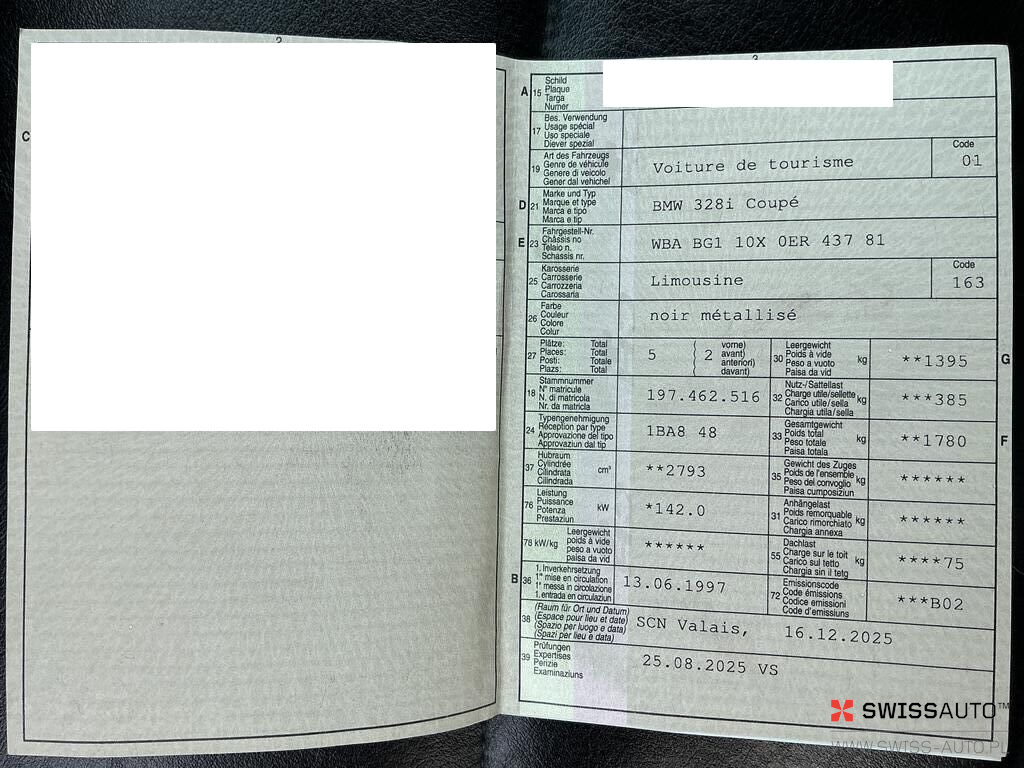 2
3
C
A 15 Schild
Plaque
Targa
Numer
17 Bes. Verwendung
Usage spécial
Uso speciale
Diever spezial
19 Art des Fahrzeugs
Genre de véhicule
Genere di veicolo
Gener dal vehichel
Voiture de tourisme
Code
01
D 21 Marke und Typ
Marque et type
Marca e tipo
Marca e tip
BMW 328i Coupé
E 23 Fahrgestell-Nr.
Châssis no
Telaio n.
Schassis nr.
WBA BG1 10X 0ER 437 81
25 Karosserie
Carrosserie
Carrozzeria
Carossaria
Limousine
Code
163
26 Farbe
Couleur
Colore
Colur
noir métallisé
27 Plätze: Total
Places: Total
Posti: Totale
Plazs: Total
5 ( 2 vorne)
( avant)
( anteriori)
( davant)
30 Leergewicht
Poids à vide
Peso a vuoto
Paisa da vid
kg
**1395
G
18 Stammnummer
N° matricule
N. di matricola
Nr. da matricla
197.462.516
32 Nutz-/Sattellast
Charge utile/sellette
Carico utile/sella
Chargia utila/sella
kg
***385
24 Typengenehmigung
Réception par type
Approvazione del tipo
Approvaziun dal tip
1BA8 48
33 Gesamtgewicht
Poids total
Peso totale
Paisa totala
kg
**1780
F
37 Hubraum
Cylindrée
Cilindrata
Cilindrada
cm³
**2793
35 Gewicht des Zuges
Poids de l'ensemble
Peso del convoglio
Paisa cumposiziun
kg
******
76 Leistung
Puissance
Potenza
Prestaziun
kW
*142.0
31 Anhängelast
Poids remorquable
Carico rimorchiato
Chargia annexa
kg
******
78 kW/kg Leergewicht
poids à vide
peso a vuoto
paisa da vid
******
55 Dachlast
Charge sur le toit
Carico sul tetto
Chargia sin il tetg
kg
****75
B 36 1. Inverkehrsetzung
1re mise en circulation
1a messa in circolazione
1. entrada en circulaziun
13.06.1997
72 Emissionscode
Code émissions
Codice emissioni
Code d'emissiuns
***B02
38 (Raum für Ort und Datum)
(Espace pour lieu et date)
(Spazio per luogo e data)
(Spazi per lieu e data)
SCN Valais, 16.12.2025
39 Prüfungen
Expertises
Perizie
Examinaziuns
25.08.2025 VS
SWISSAUTO™
WWW.SWISS-AUTO.PL